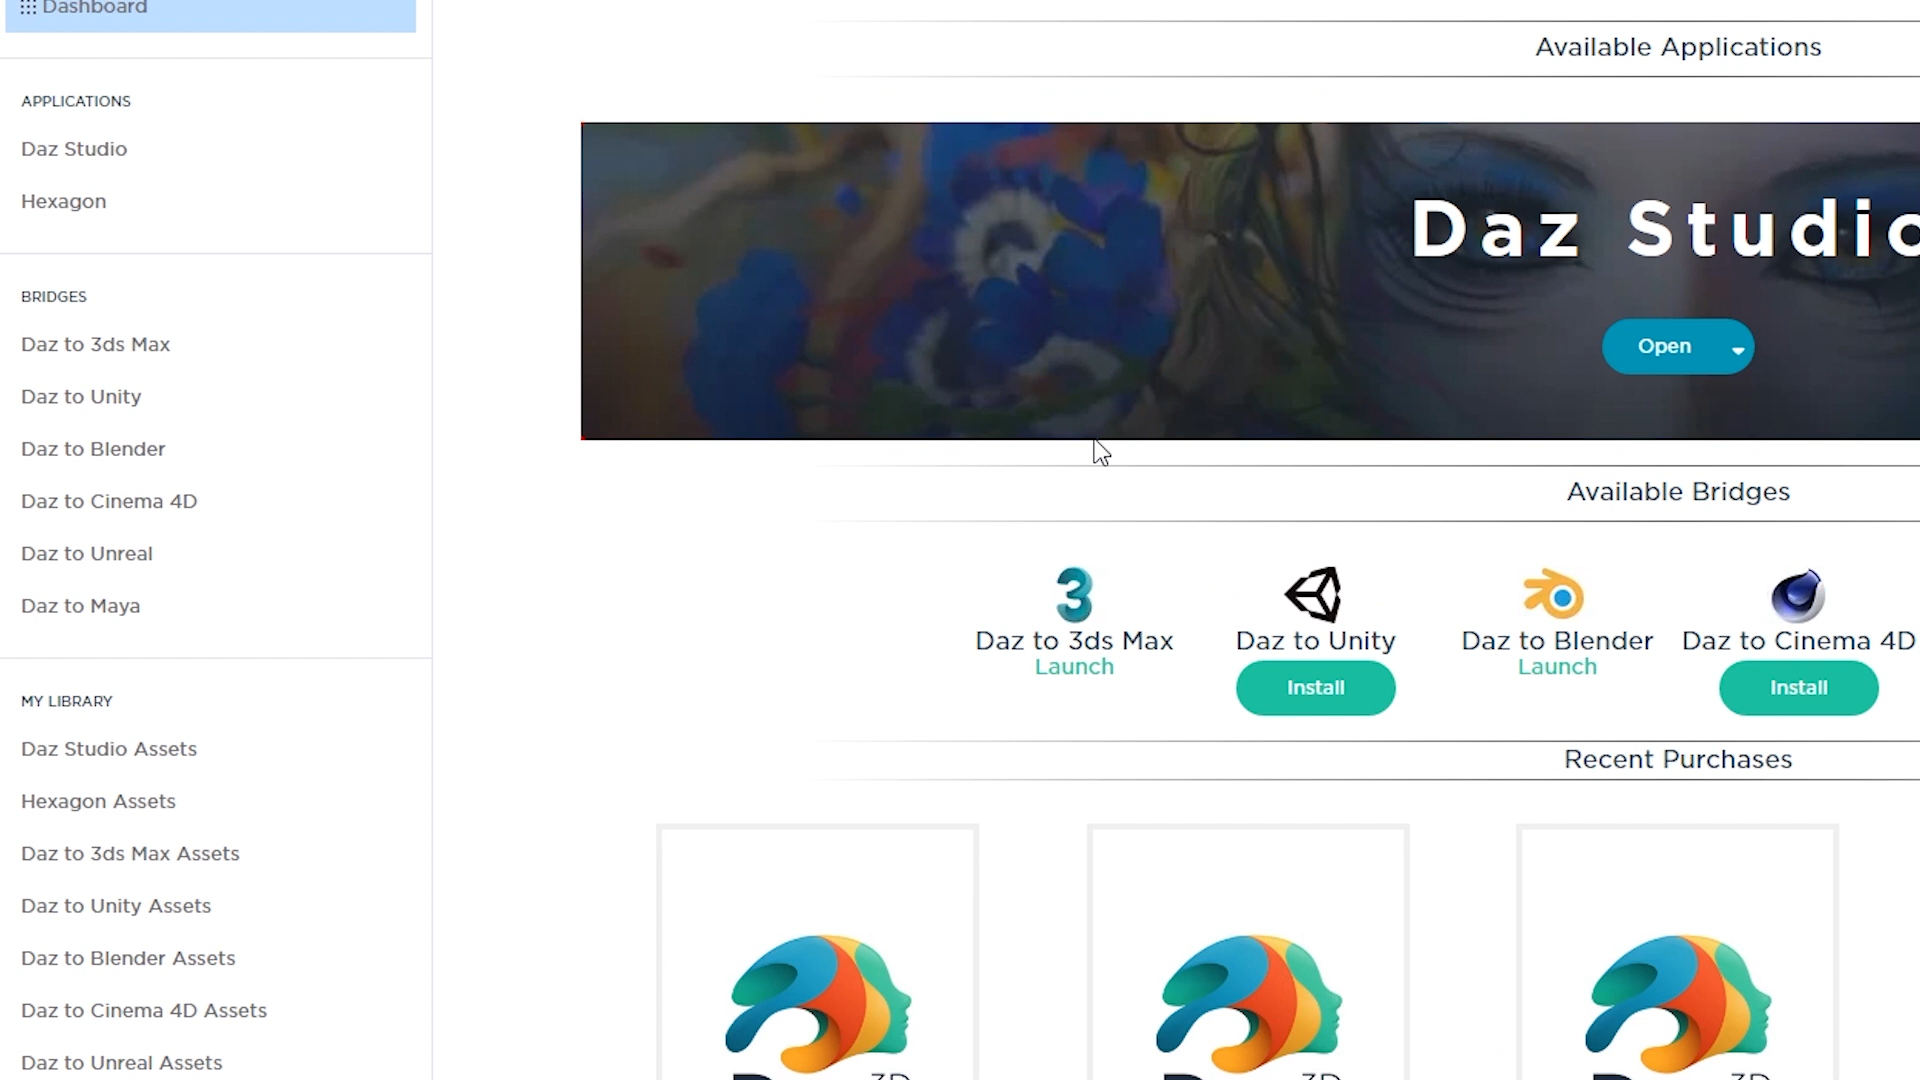 Dashboard
APPLICATIONS
Daz Studio
Hexagon
BRIDGES
Daz to 3ds Max
Daz to Unity
Daz to Blender
Daz to Cinema 4D
Daz to Unreal
Daz to Maya
MY LIBRARY
Daz Studio Assets
Hexagon Assets
Daz to 3ds Max Assets
Daz to Unity Assets
Daz to Blender Assets
Daz to Cinema 4D Assets
Daz to Unreal Assets
Available Applications
Daz Studio
Open
Available Bridges
Daz to 3ds Max
Launch
Daz to Unity
Install
Daz to Blender
Launch
Daz to Cinema 4D
Install
Recent Purchases
3D
3D
3D